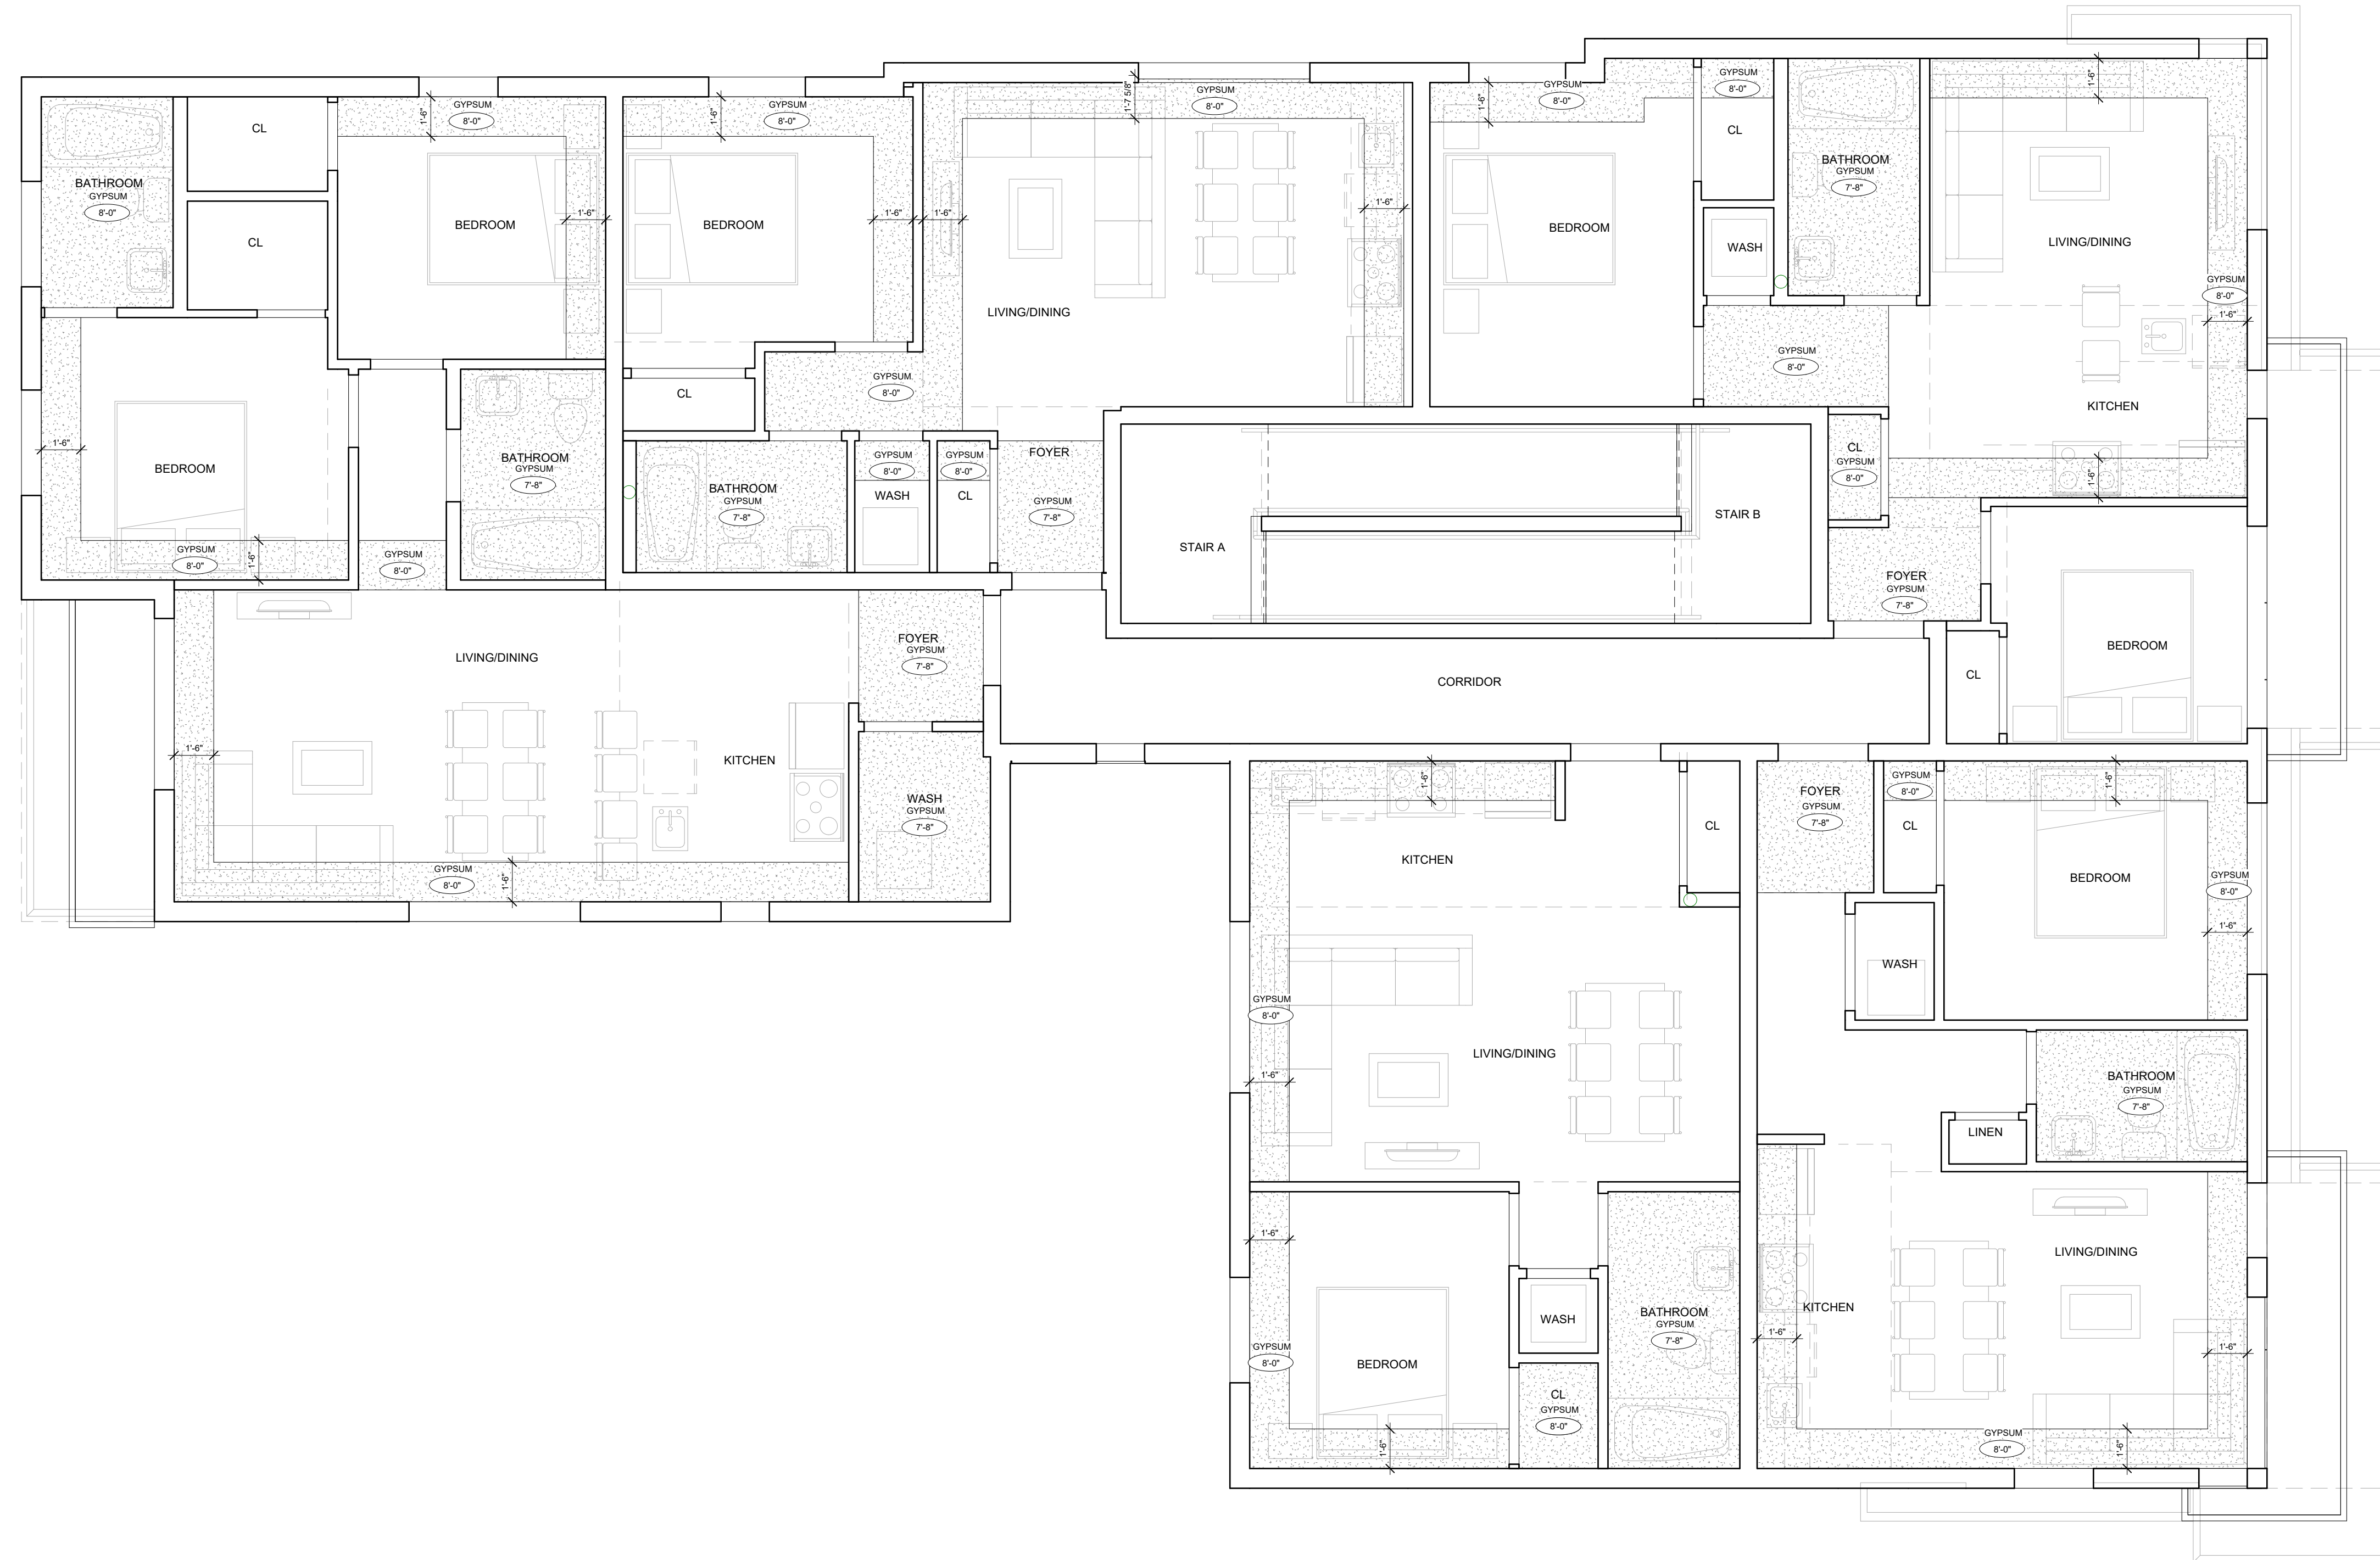 BATHROOM
GYPSUM
8'-0"
CL
CL
1'-6"
GYPSUM
8'-0"
BEDROOM
1'-6"
1'-6"
GYPSUM
8'-0"
BEDROOM
1'-6"
1'-6"
1'-7 5/8"
GYPSUM
8'-0"
1'-6"
LIVING/DINING
1'-6"
GYPSUM
8'-0"
BEDROOM
GYPSUM
8'-0"
CL
WASH
BATHROOM
GYPSUM
7'-8"
1'-6"
LIVING/DINING
GYPSUM
8'-0"
1'-6"
GYPSUM
8'-0"
KITCHEN
1'-6"
1'-6"
BEDROOM
GYPSUM
8'-0"
1'-6"
GYPSUM
8'-0"
BATHROOM
GYPSUM
7'-8"
CL
GYPSUM
8'-0"
BATHROOM
GYPSUM
7'-8"
GYPSUM
8'-0"
WASH
GYPSUM
8'-0"
CL
FOYER
GYPSUM
7'-8"
STAIR A
STAIR B
CL
GYPSUM
8'-0"
FOYER
GYPSUM
7'-8"
CL
BEDROOM
LIVING/DINING
1'-6"
KITCHEN
GYPSUM
8'-0"
1'-6"
FOYER
GYPSUM
7'-8"
WASH
GYPSUM
7'-8"
CORRIDOR
1'-6"
KITCHEN
CL
FOYER
GYPSUM
7'-8"
GYPSUM
8'-0"
CL
1'-6"
BEDROOM
GYPSUM
8'-0"
1'-6"
WASH
GYPSUM
8'-0"
LIVING/DINING
1'-6"
BATHROOM
GYPSUM
7'-8"
LINEN
1'-6"
GYPSUM
8'-0"
BEDROOM
1'-6"
WASH
CL
GYPSUM
8'-0"
BATHROOM
GYPSUM
7'-8"
LIVING/DINING
KITCHEN
1'-6"
1'-6"
GYPSUM
8'-0"
1'-6"